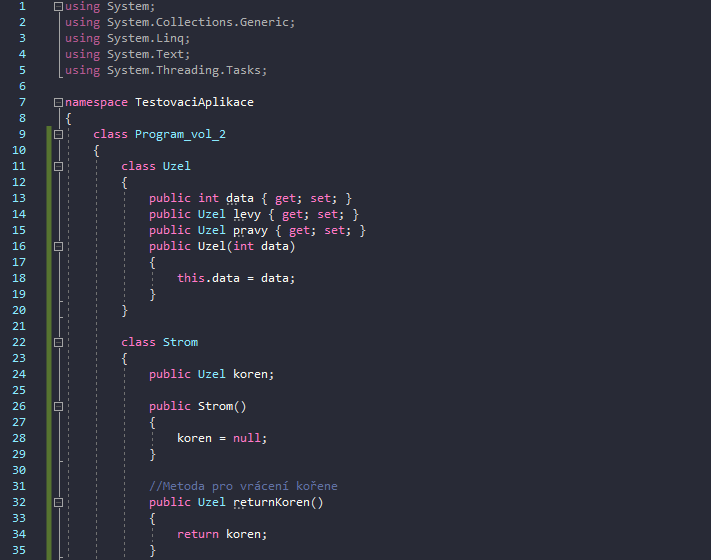 1 using System;
2 using System.Collections.Generic;
3 using System.Linq;
4 using System.Text;
5 using System.Threading.Tasks;
6
7 namespace TestovaciAplikace
8 {
9 class Program_vol_2
10 {
11 class Uzel
12 {
13 public int data { get; set; }
14 public Uzel levy { get; set; }
15 public Uzel pravy { get; set; }
16 public Uzel(int data)
17 {
18 this.data = data;
19 }
20 }
21
22 class Strom
23 {
24 public Uzel koren;
25
26 public Strom()
27 {
28 koren = null;
29 }
30
31 //Metoda pro vrácení kořene
32 public Uzel returnKoren()
33 {
34 return koren;
35 }